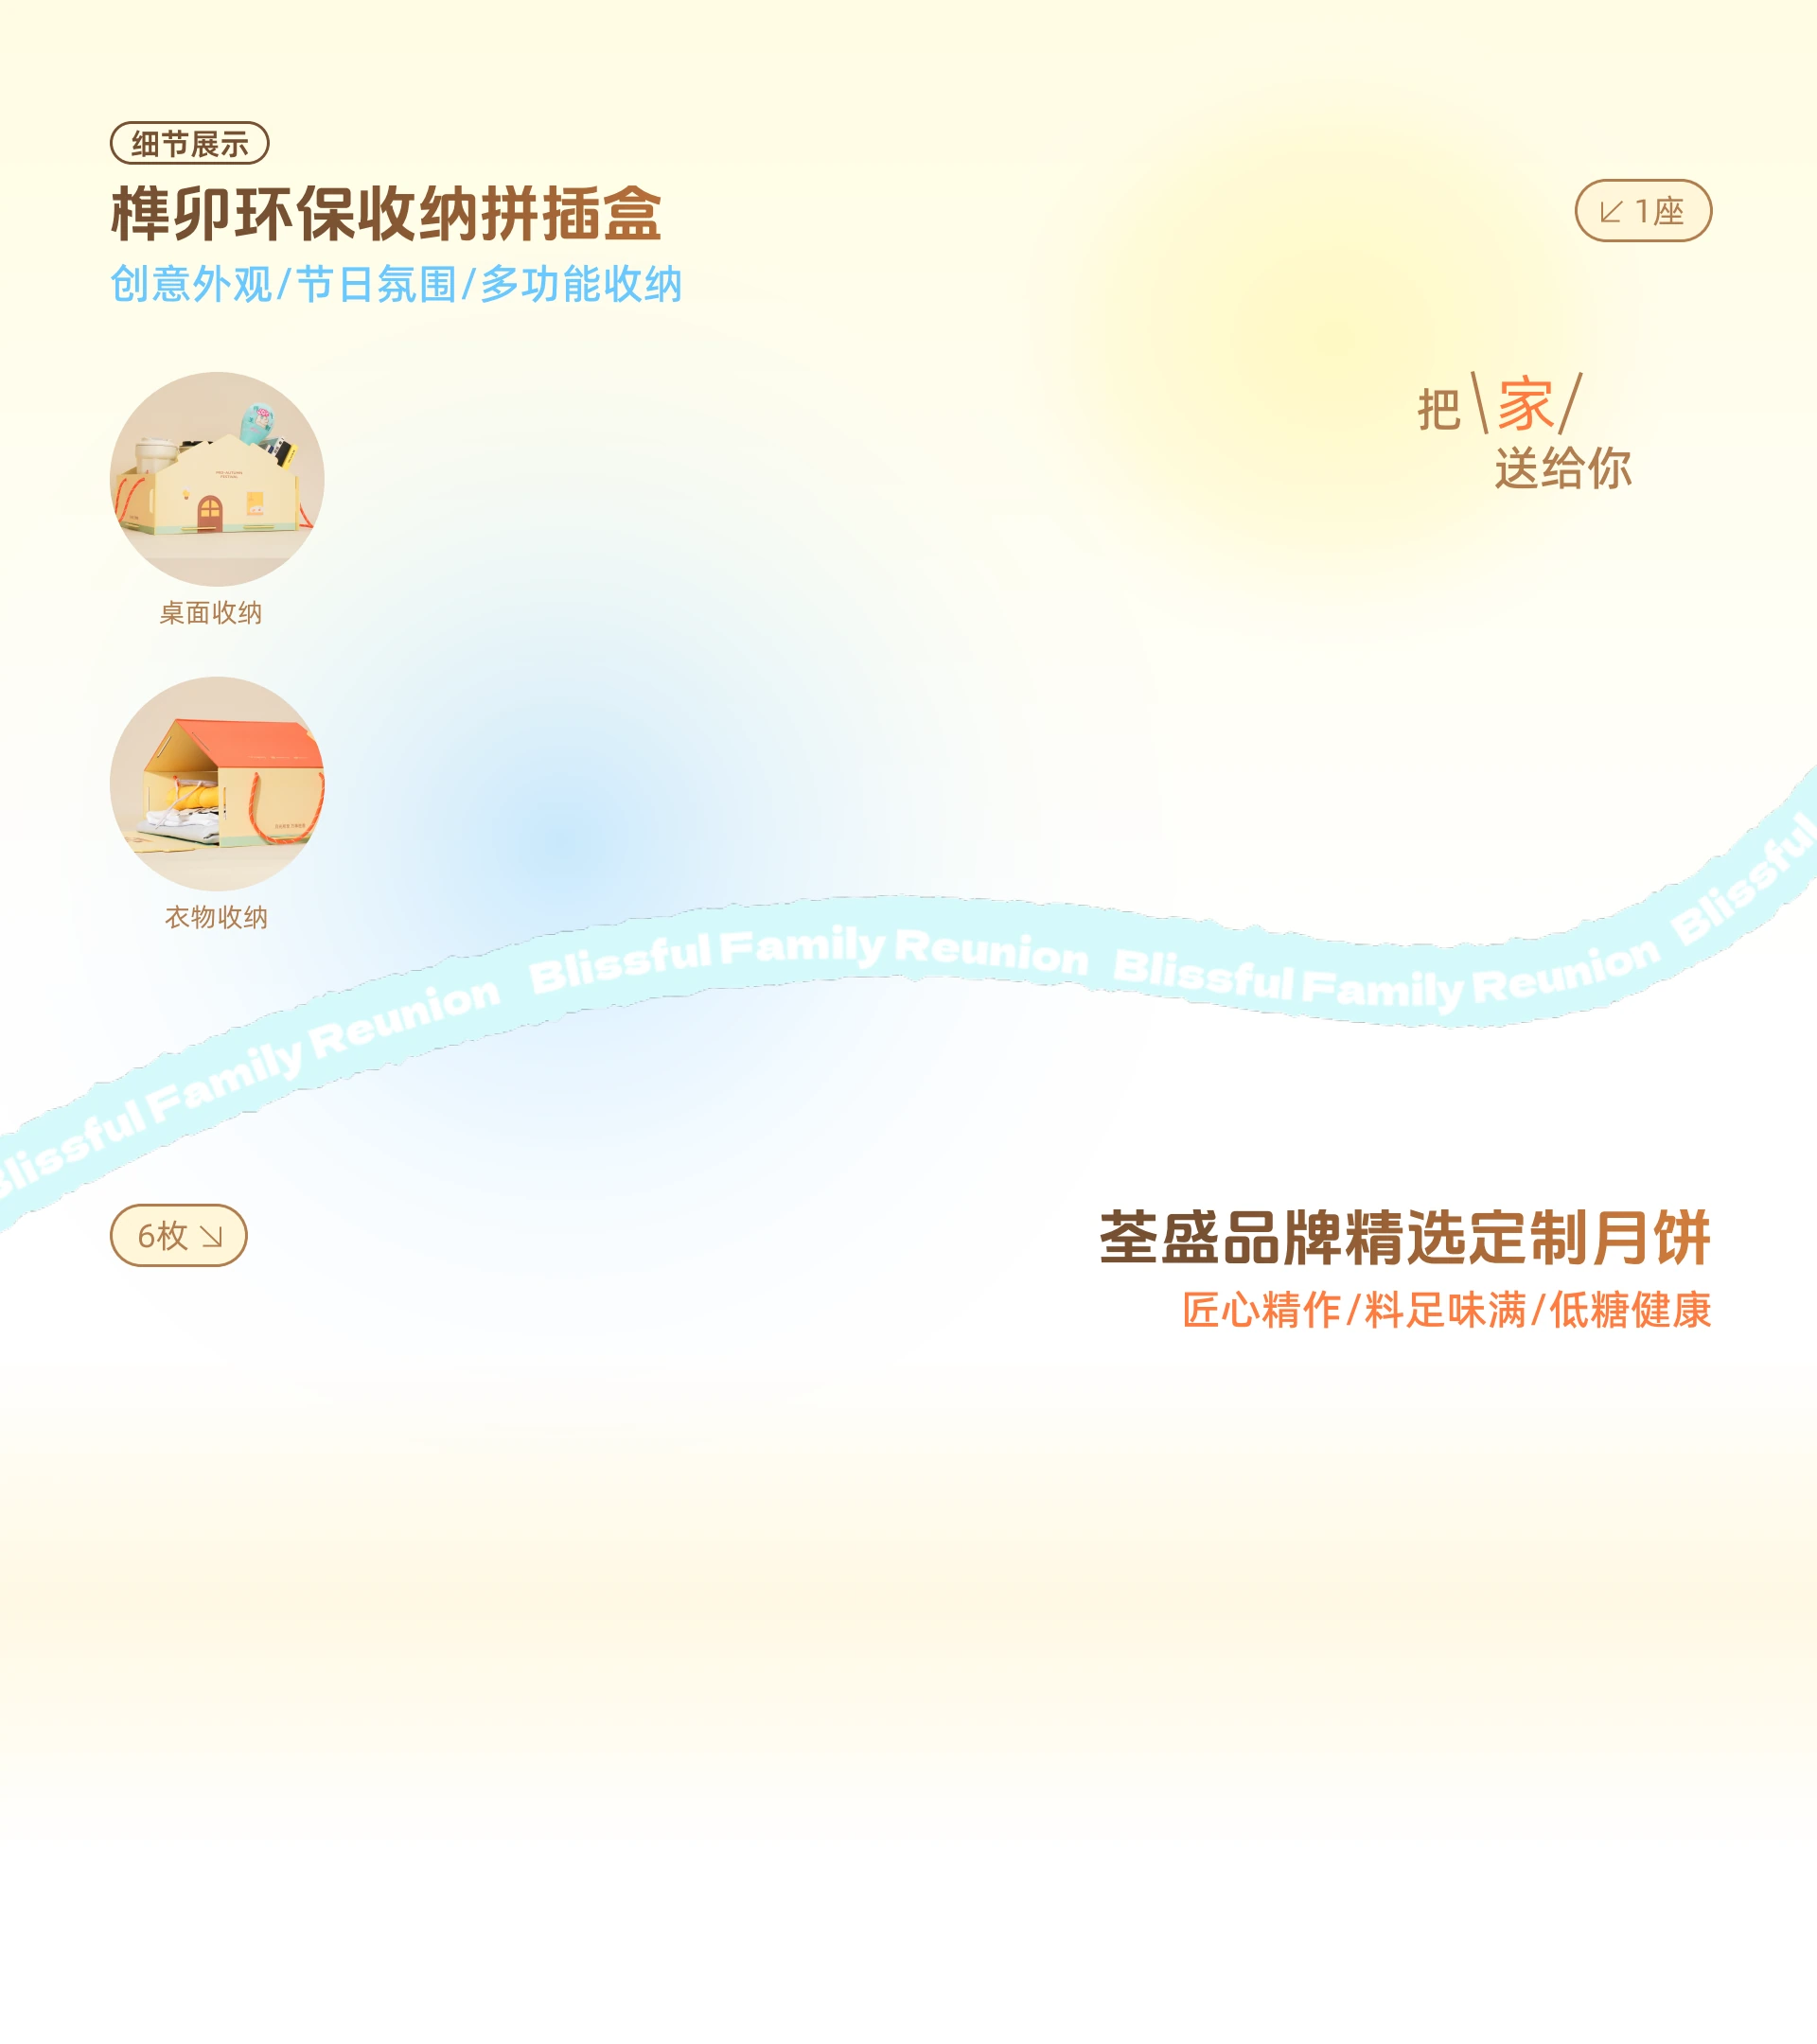 细节展示
榫卯环保收纳拼插盒
创意外观/节日氛围/多功能收纳
1座
把\家/
送给你
桌面收纳
衣物收纳
Blissful Family Reunion Blissful Family Reunion Blissful Family Reunion Blissful
6枚
荃盛品牌精选定制月饼
匠心精作/料足味满/低糖健康